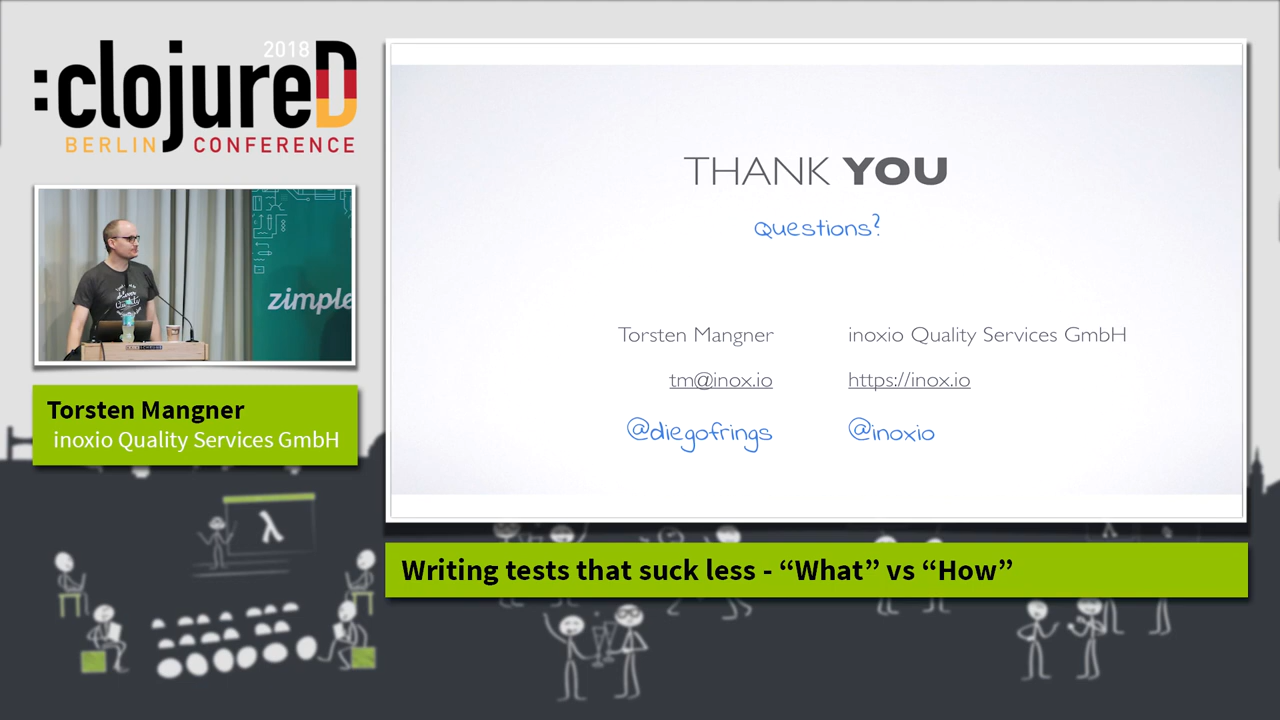 2018
:clojureD
BERLIN CONFERENCE
zimple
Torsten Mangner
inoxio Quality Services GmbH
THANK YOU
Questions?
Torsten Mangner
inoxio Quality Services GmbH
tm@inox.io
https://inox.io
@diegofrings
@inoxio
Writing tests that suck less - “What” vs “How”
λ